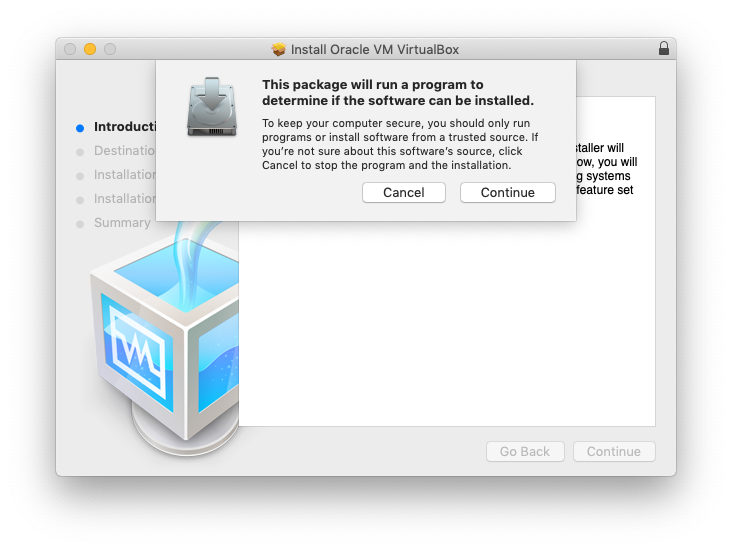 Install Oracle VM VirtualBox
This package will run a program to
determine if the software can be installed.
To keep your computer secure, you should only run
programs or install software from a trusted source. If
you're not sure about this software's source, click
Cancel to stop the program and the installation.
Cancel
Continue
Introducti
Destinatio
Installation
Installation
Summary
staller will
ow, you will
g systems
feature set
Go Back
Continue